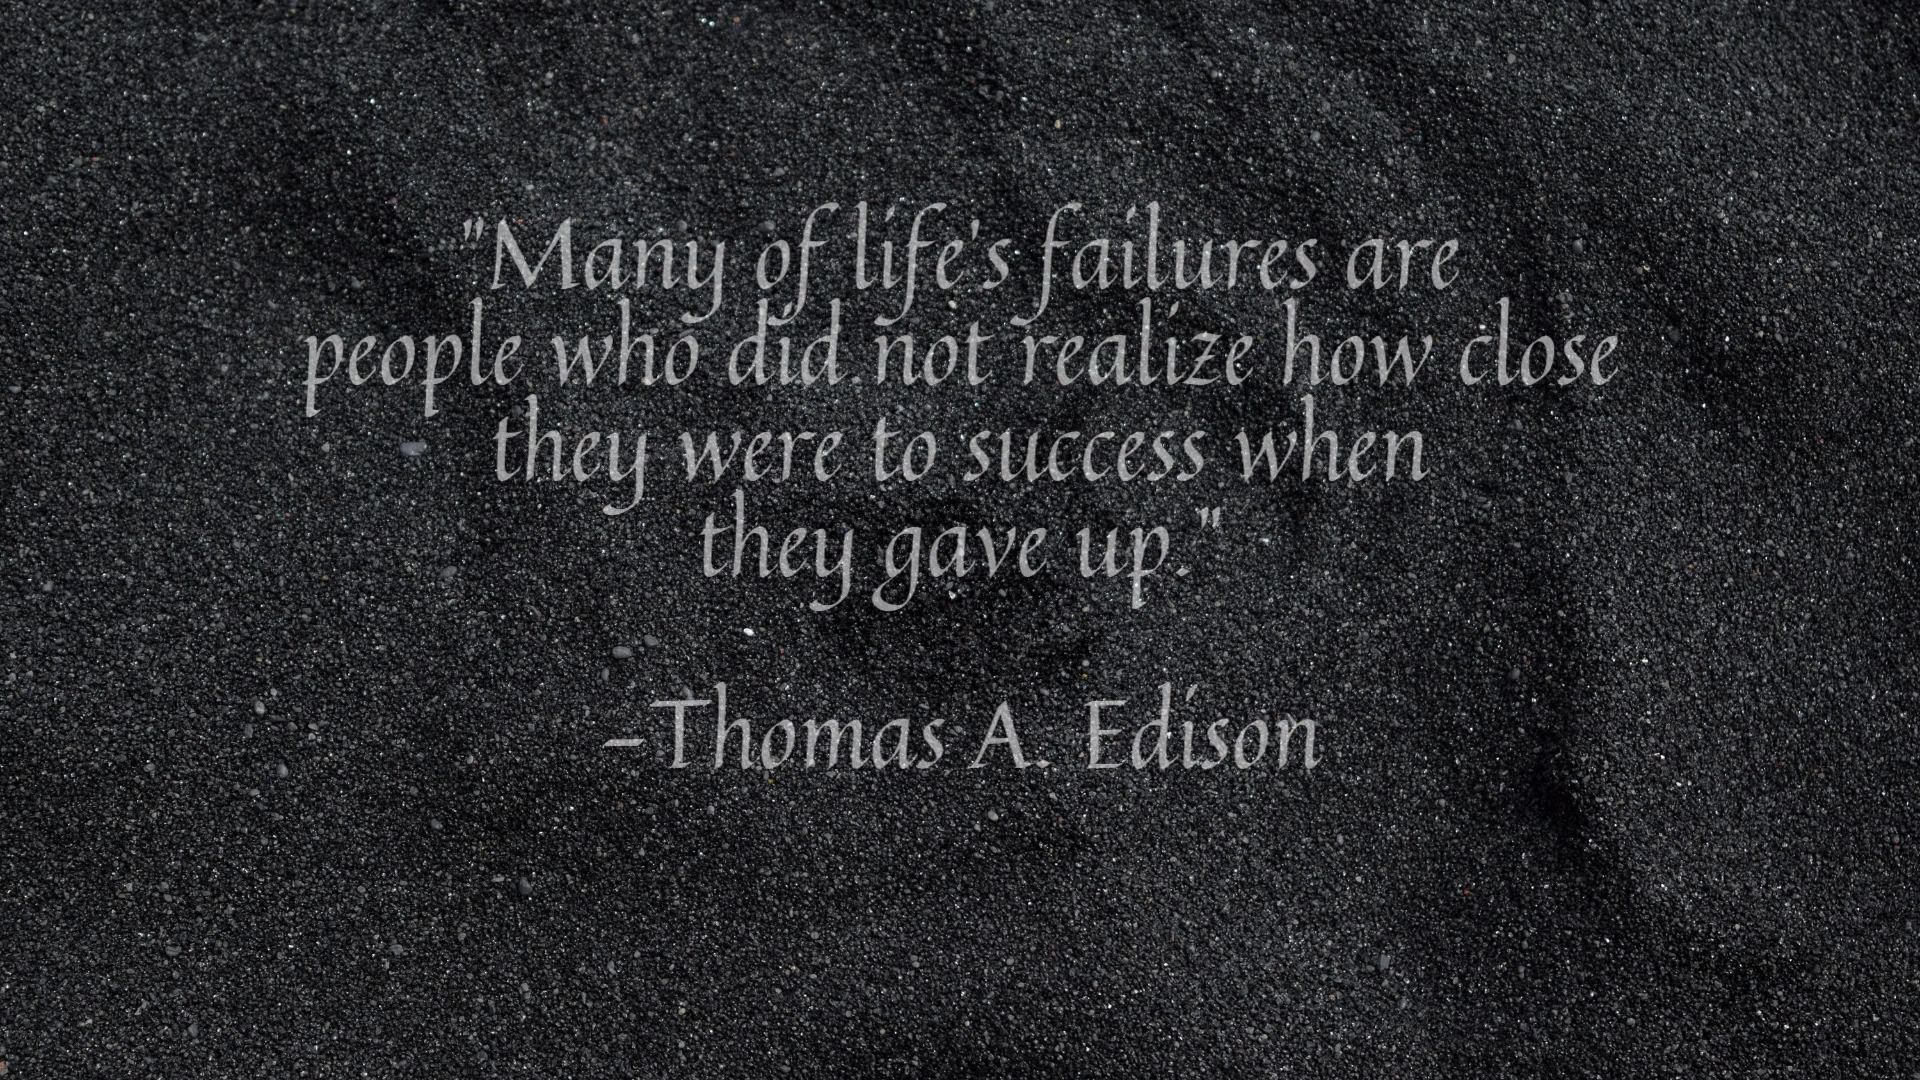 "Many of life's failures are
people who did not realize how close
they were to success when
they gave up."
-Thomas A. Edison